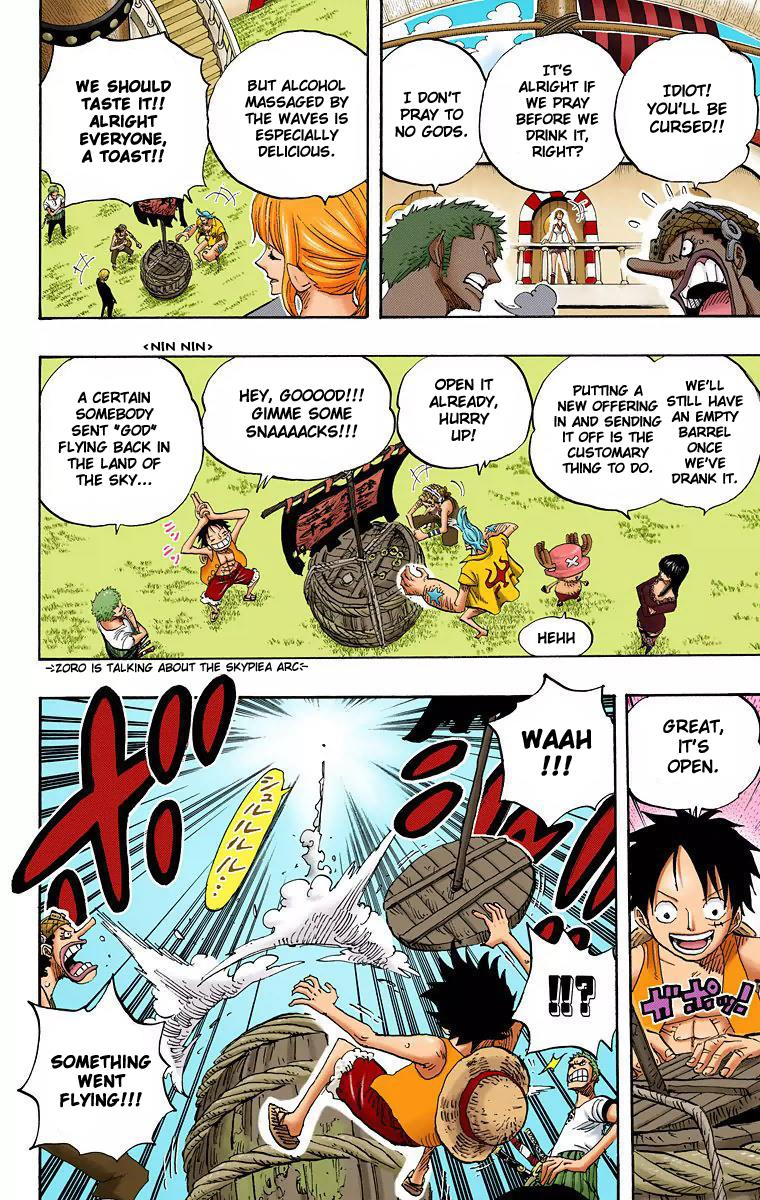 IDIOT!
YOU'LL BE
CURSED!!
IT'S
ALRIGHT IF
WE PRAY
BEFORE WE
DRINK IT,
RIGHT?
I DON'T
PRAY TO
NO GODS.
BUT ALCOHOL
MASSAGED BY
THE WAVES IS
ESPECIALLY
DELICIOUS.
WE SHOULD
TASTE IT!!
ALRIGHT
EVERYONE,
A TOAST!!
WE'LL
STILL HAVE
AN EMPTY
BARREL
ONCE
WE'VE
DRANK IT.
PUTTING A
NEW OFFERING
IN AND SENDING
IT OFF IS THE
CUSTOMARY
THING TO DO.
OPEN IT
ALREADY,
HURRY
UP!
HEY, GOOOOD!!!
GIMME SOME
SNAAAACKS!!!
<NIN NIN>
A CERTAIN
SOMEBODY
SENT "GOD"
FLYING BACK IN
THE LAND OF
THE SKY...
HEHH
->ZORO IS TALKING ABOUT THE SKYPIEA ARC:-
GREAT,
IT'S
OPEN.
ガポッ!
WAAH
!!!
シュルルルル…
!!?
SOMETHING
WENT
FLYING!!!